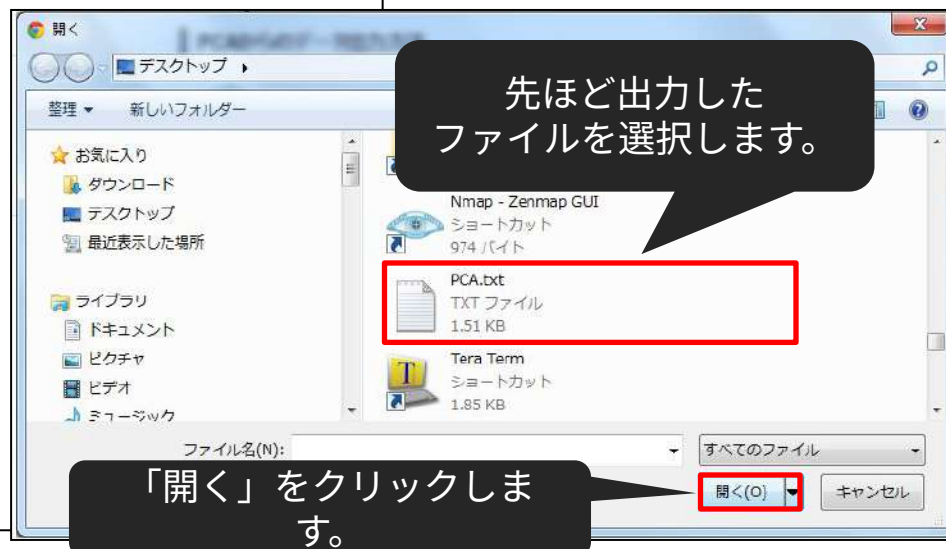 開く
デスクトップ
先ほど出力した
ファイルを選択します。
整理
新しいフォルダー
お気に入り
ダウンロード
デスクトップ
最近表示した場所
ライブラリ
ドキュメント
ピクチャ
ビデオ
ミュージック
Nmap - Zenmap GUI
ショートカット
974 バイト
PCA.txt
TXT ファイル
1.51 KB
Tera Term
ショートカット
1.85 KB
ファイル名(N):
すべてのファイル
「開く」をクリックしま
す。
開く(O)
キャンセル